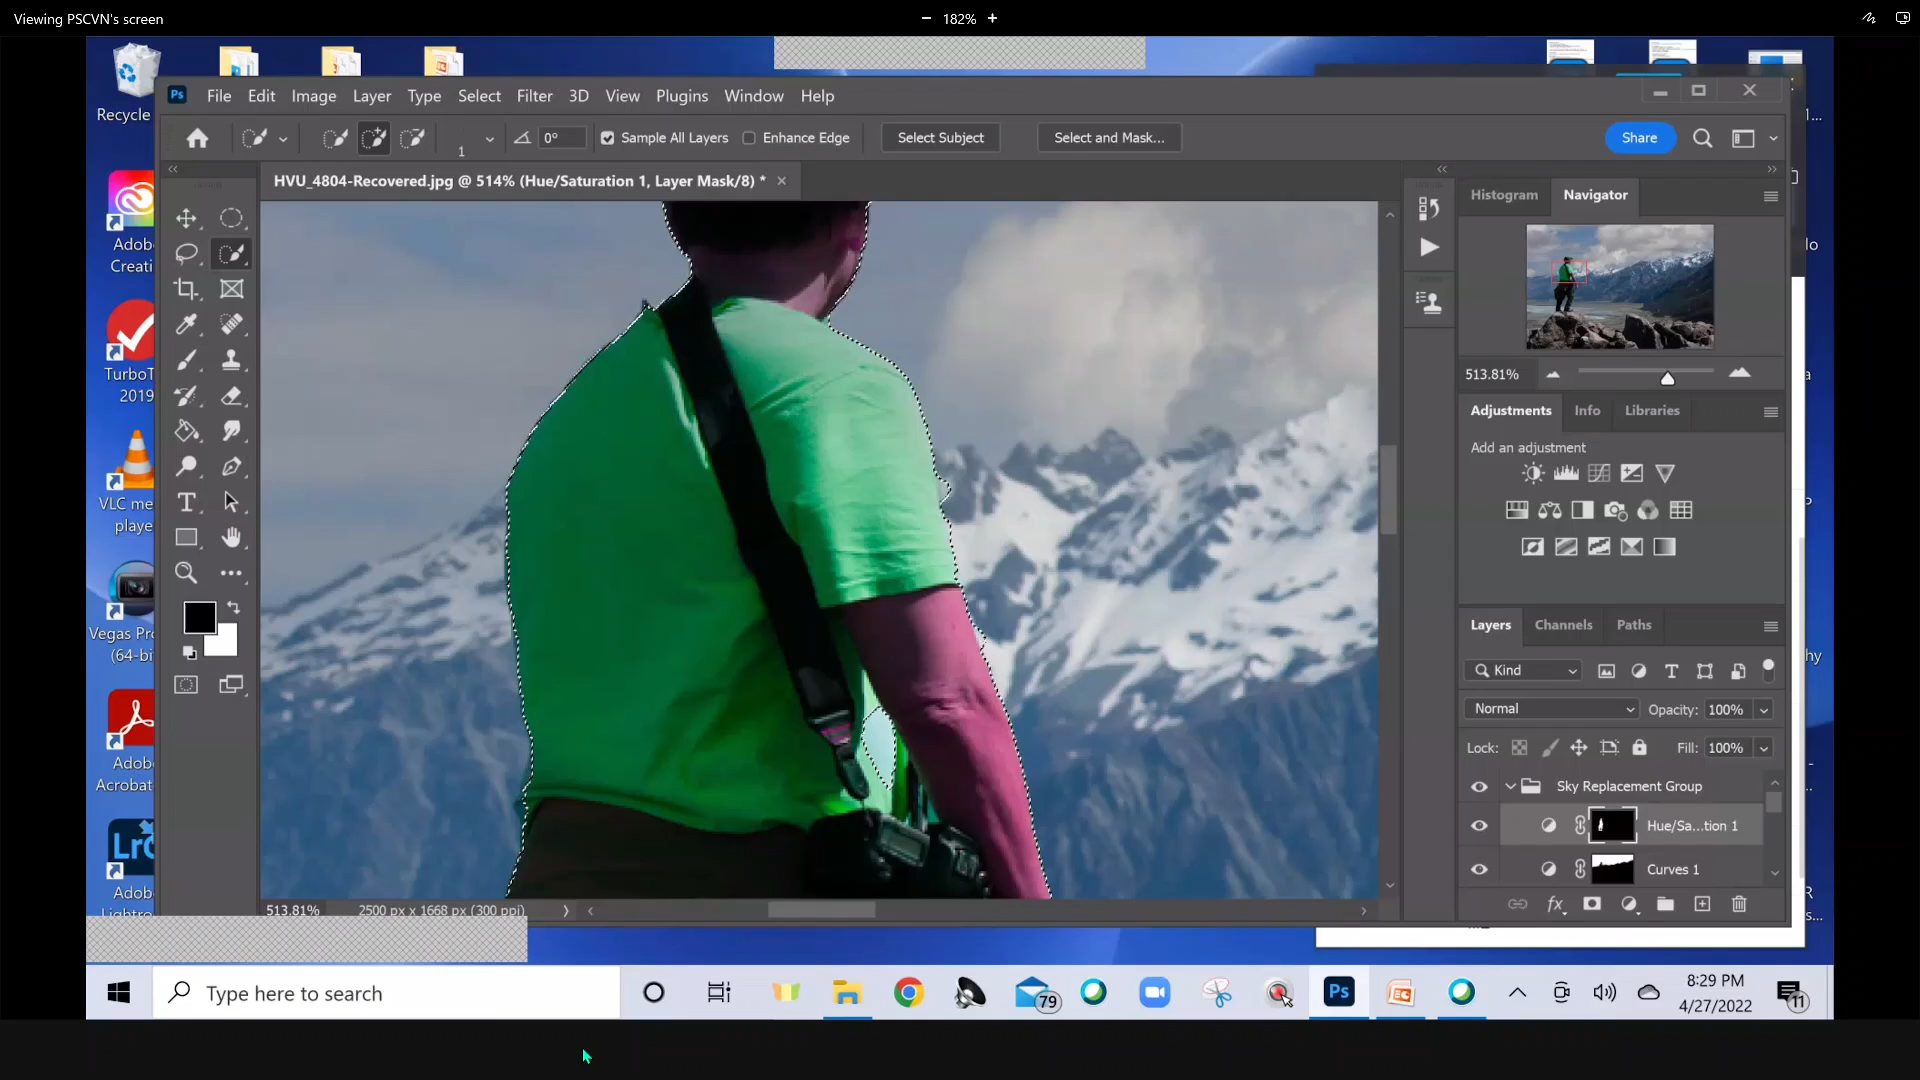 Viewing PSCVN's screen
− 182% +
Recycle
File Edit Image Layer Type Select Filter 3D View Plugins Window Help
1 0° Sample All Layers Enhance Edge Select Subject Select and Mask... Share
HVU_4804-Recovered.jpg @ 514% (Hue/Saturation 1, Layer Mask/8) * ×
Histogram Navigator
Adob
Creati
513.81%
TurboT
2019
Adjustments Info Libraries
Add an adjustment
VLC me
playe
Vegas Pr
(64-bi
Layers Channels Paths
Kind
Normal Opacity: 100%
Lock: Fill: 100%
Sky Replacement Group
Hue/Sa...tion 1
Curves 1
Adob
Acrobat
Lr
Adob
Lightro
513.81% 2500 px x 1668 px (300 ppi)
Type here to search
79
Ps
8:29 PM
4/27/2022
11